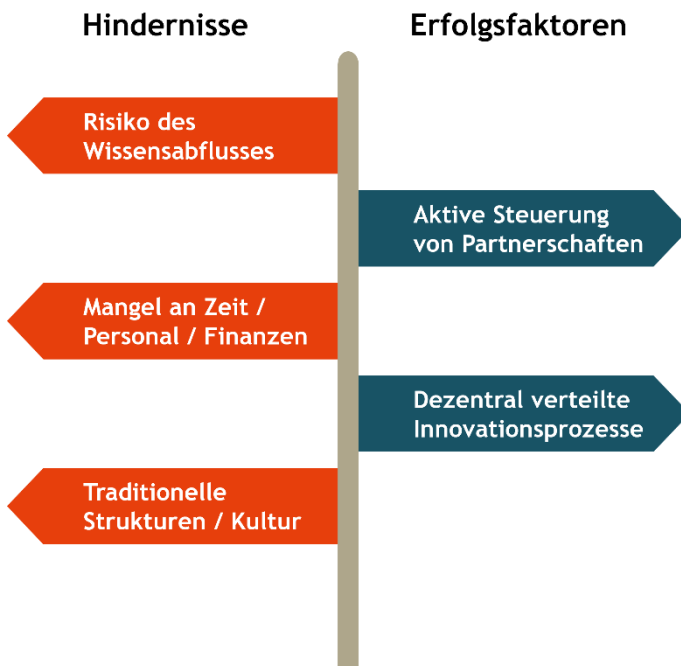 Hindernisse
Erfolgsfaktoren
Risiko des
Wissensabflusses
Aktive Steuerung
von Partnerschaften
Mangel an Zeit /
Personal / Finanzen
Dezentral verteilte
Innovationsprozesse
Traditionelle
Strukturen / Kultur